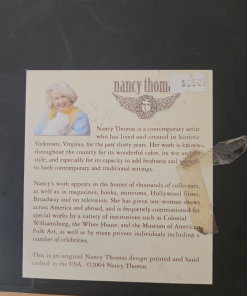 nancy thoma
Nancy Thomas is a contemporary artist
who has lived and created in historic
Yorktown, Virginia, for the past thirty years. Her work is known
throughout the country for its wonderful color, its wit and
style, and especially for its capacity to add freshness and
to both contemporary and traditional settings.
Nancy's work appears in the homes of thousands of collectors,
as well as in magazines, books, museums, Hollywood films,
Broadway and on television. She has given one-woman shows
across America and abroad, and is frequently commissioned for
special works by a variety of institutions such as Colonial
Williamsburg, the White House, and the Museum of American
Folk Art, as well as by many private individuals including a
number of celebrities.
This is an original Nancy Thomas design printed and hand
crafted in the USA. ©2004 Nancy Thomas